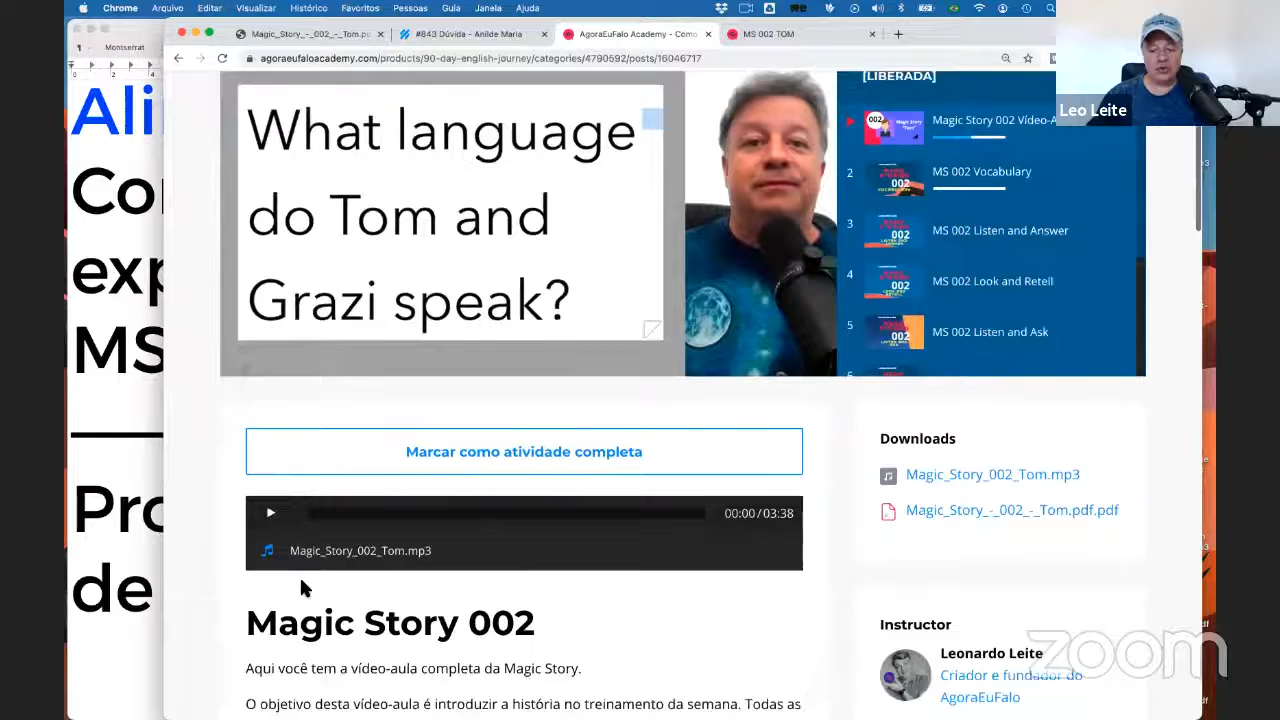 Chrome Arquivo Editar Visualizar Histórico Favoritos Pessoas Guia Janela Ajuda
Magic_Story_-_002_-_Tom.p
#843 Dúvida - Anilde Maria
AgoraEuFalo Academy - Como
MS 002 TOM
Montserrat
agoraeufaloacademy.com/products/90-day-english-journey/categories/4790592/posts/16046717
0 2 4
Leo Leite
[LIBERADA]
Ali
Co
exp
MS
Pro
de
What language
do Tom and
Grazi speak?
Magic Story 002 Vídeo-A
2 MS 002 Vocabulary
3 MS 002 Listen and Answer
4 MS 002 Look and Retell
5 MS 002 Listen and Ask
6
Marcar como atividade completa
00:00 / 03:38
Magic_Story_002_Tom.mp3
Downloads
Magic_Story_002_Tom.mp3
Magic_Story_-_002_-_Tom.pdf.pdf
Magic Story 002
Aqui você tem a vídeo-aula completa da Magic Story.
O objetivo desta vídeo-aula é introduzir a história no treinamento da semana. Todas as
Instructor
Leonardo Leite
Criador e fundador do
AgoraEuFalo
zoom